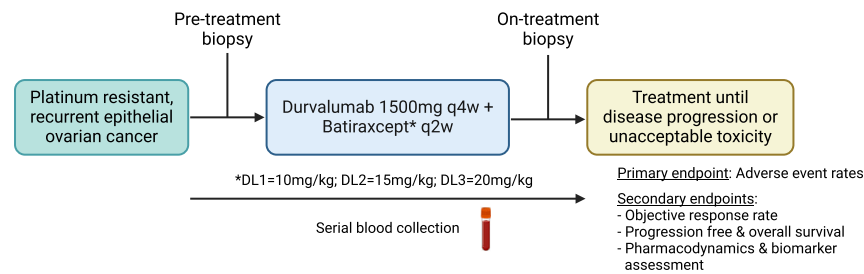 Pre-treatment
biopsy
On-treatment
biopsy
Platinum resistant,
recurrent epithelial
ovarian cancer
Durvalumab 1500mg q4w +
Batiraxcept* q2w
Treatment until
disease progression or
unacceptable toxicity
*DL1=10mg/kg; DL2=15mg/kg; DL3=20mg/kg
Serial blood collection
Primary endpoint: Adverse event rates
Secondary endpoints:
- Objective response rate
- Progression free & overall survival
- Pharmacodynamics & biomarker
assessment